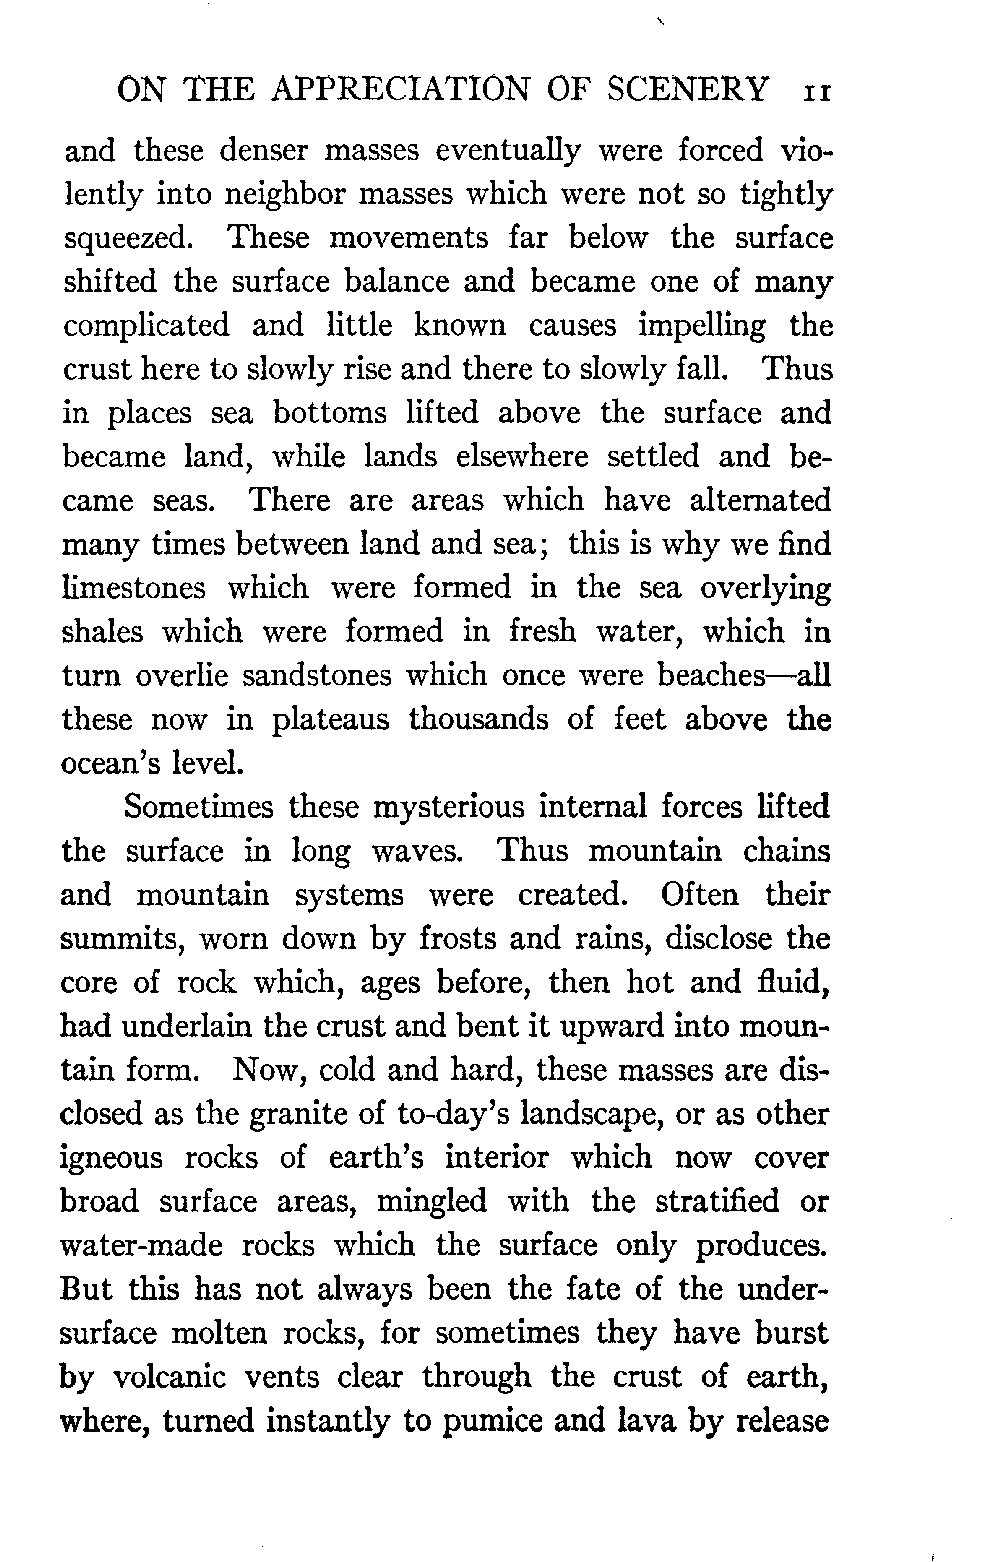 ON THE APPRECIATION OF SCENERY 11
and these denser masses eventually were forced vio-
lently into neighbor masses which were not so tightly
squeezed. These movements far below the surface
shifted the surface balance and became one of many
complicated and little known causes impelling the
crust here to slowly rise and there to slowly fall. Thus
in places sea bottoms lifted above the surface and
became land, while lands elsewhere settled and be-
came seas. There are areas which have alternated
many times between land and sea; this is why we find
limestones which were formed in the sea overlying
shales which were formed in fresh water, which in
turn overlie sandstones which once were beaches—all
these now in plateaus thousands of feet above the
ocean's level.
Sometimes these mysterious internal forces lifted
the surface in long waves. Thus mountain chains
and mountain systems were created. Often their
summits, worn down by frosts and rains, disclose the
core of rock which, ages before, then hot and fluid,
had underlain the crust and bent it upward into moun-
tain form. Now, cold and hard, these masses are dis-
closed as the granite of to-day's landscape, or as other
igneous rocks of earth's interior which now cover
broad surface areas, mingled with the stratified or
water-made rocks which the surface only produces.
But this has not always been the fate of the under-
surface molten rocks, for sometimes they have burst
by volcanic vents clear through the crust of earth,
where, turned instantly to pumice and lava by release